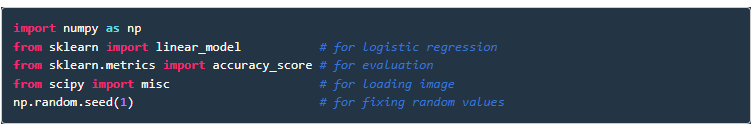 import numpy as np
from sklearn import linear_model # for logistic regression
from sklearn.metrics import accuracy_score # for evaluation
from scipy import misc # for loading image
np.random.seed(1) # for fixing random values